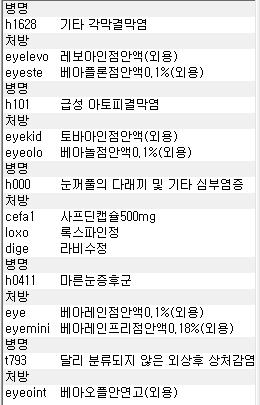 병명
h1628 기타 각막결막염
처방
eyelevo 레보아인점안액(외용)
eyeste 베아플론점안액0.1%(외용)
병명
h101 급성 아토피결막염
처방
eyekid 토바아인점안액(외용)
eyeolo 베아놀점안액0.1%(외용)
병명
h000 눈꺼풀의 다래끼 및 기타 심부염증
처방
cefa1 사프딘캡슐500mg
loxo 록스파인정
dige 라비수정
병명
h0411 마른눈증후군
처방
eye 베아레인점안액0.1%(외용)
eyemini 베아레인프리점안액0.18%(외용)
병명
t793 달리 분류되지 않은 외상후 상처감염
처방
eyeoint 베아오플안연고(외용)